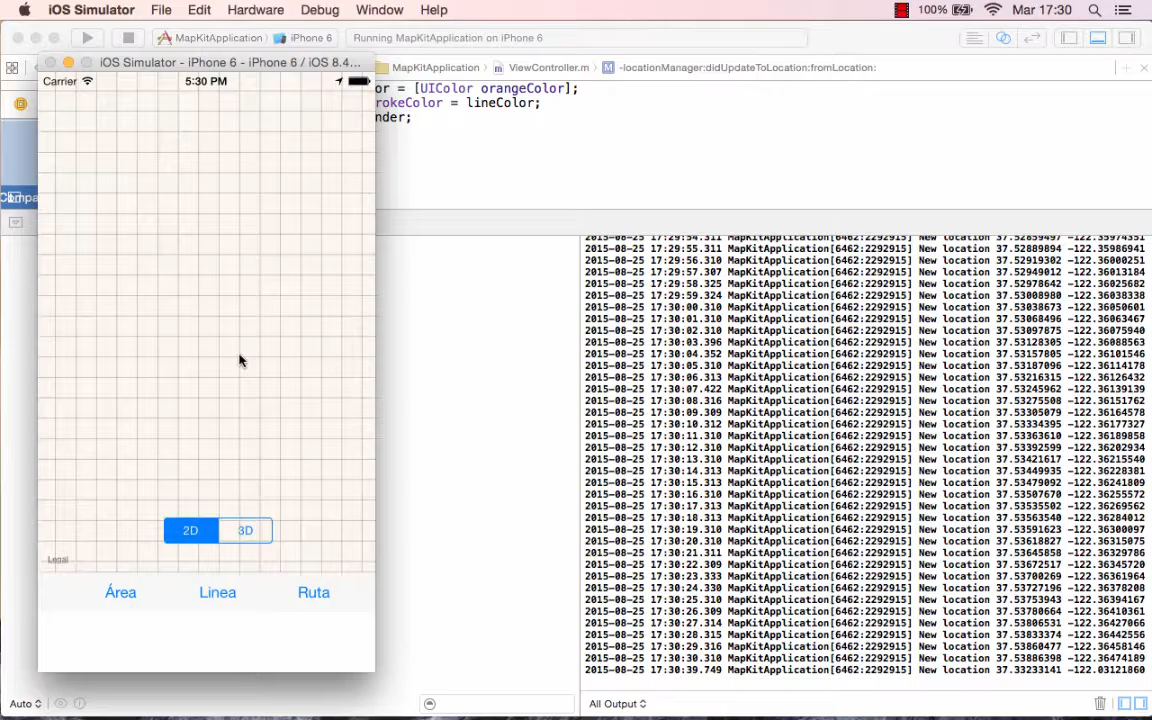 iOS Simulator File Edit Hardware Debug Window Help 100% Mar 17:30
MapKitApplication iPhone 6 Running MapKitApplication on iPhone 6
iOS Simulator - iPhone 6 - iPhone 6 / iOS 8.4...
MapKitApplication ViewController.m M -locationManager:didUpdateToLocation:fromLocation:
Carrier 5:30 PM
or = [UIColor orangeColor];
rokeColor = lineColor;
nder;
2015-08-25 17:29:54.311 MapKitApplication[6462:2292915] New location 37.52859497 -122.35974351
2015-08-25 17:29:55.311 MapKitApplication[6462:2292915] New location 37.52889894 -122.35986941
2015-08-25 17:29:56.310 MapKitApplication[6462:2292915] New location 37.52919302 -122.36000251
2015-08-25 17:29:57.307 MapKitApplication[6462:2292915] New location 37.52949012 -122.36013184
2015-08-25 17:29:58.325 MapKitApplication[6462:2292915] New location 37.52978642 -122.36025682
2015-08-25 17:29:59.324 MapKitApplication[6462:2292915] New location 37.53008980 -122.36038338
2015-08-25 17:30:00.310 MapKitApplication[6462:2292915] New location 37.53038673 -122.36050601
2015-08-25 17:30:01.310 MapKitApplication[6462:2292915] New location 37.53068496 -122.36063467
2015-08-25 17:30:02.310 MapKitApplication[6462:2292915] New location 37.53097875 -122.36075940
2015-08-25 17:30:03.396 MapKitApplication[6462:2292915] New location 37.53128305 -122.36088563
2015-08-25 17:30:04.352 MapKitApplication[6462:2292915] New location 37.53157805 -122.36101546
2015-08-25 17:30:05.310 MapKitApplication[6462:2292915] New location 37.53187096 -122.36114178
2015-08-25 17:30:06.313 MapKitApplication[6462:2292915] New location 37.53216315 -122.36126432
2015-08-25 17:30:07.422 MapKitApplication[6462:2292915] New location 37.53245962 -122.36139139
2015-08-25 17:30:08.316 MapKitApplication[6462:2292915] New location 37.53275508 -122.36151762
2015-08-25 17:30:09.309 MapKitApplication[6462:2292915] New location 37.53305079 -122.36164578
2015-08-25 17:30:10.312 MapKitApplication[6462:2292915] New location 37.53334395 -122.36177327
2015-08-25 17:30:11.310 MapKitApplication[6462:2292915] New location 37.53363610 -122.36189858
2015-08-25 17:30:12.310 MapKitApplication[6462:2292915] New location 37.53392599 -122.36202934
2015-08-25 17:30:13.310 MapKitApplication[6462:2292915] New location 37.53421617 -122.36215540
2015-08-25 17:30:14.313 MapKitApplication[6462:2292915] New location 37.53449935 -122.36228381
2015-08-25 17:30:15.313 MapKitApplication[6462:2292915] New location 37.53479092 -122.36241809
2015-08-25 17:30:16.310 MapKitApplication[6462:2292915] New location 37.53507670 -122.36255572
2015-08-25 17:30:17.313 MapKitApplication[6462:2292915] New location 37.53535502 -122.36269562
2015-08-25 17:30:18.313 MapKitApplication[6462:2292915] New location 37.53563540 -122.36284012
2015-08-25 17:30:19.310 MapKitApplication[6462:2292915] New location 37.53591623 -122.36300097
2015-08-25 17:30:20.310 MapKitApplication[6462:2292915] New location 37.53618827 -122.36315075
2015-08-25 17:30:21.311 MapKitApplication[6462:2292915] New location 37.53645858 -122.36329786
2015-08-25 17:30:22.309 MapKitApplication[6462:2292915] New location 37.53672517 -122.36345720
2015-08-25 17:30:23.333 MapKitApplication[6462:2292915] New location 37.53700269 -122.36361964
2015-08-25 17:30:24.330 MapKitApplication[6462:2292915] New location 37.53727196 -122.36378208
2015-08-25 17:30:25.310 MapKitApplication[6462:2292915] New location 37.53753943 -122.36394167
2015-08-25 17:30:26.309 MapKitApplication[6462:2292915] New location 37.53780664 -122.36410361
2015-08-25 17:30:27.314 MapKitApplication[6462:2292915] New location 37.53806531 -122.36427066
2015-08-25 17:30:28.315 MapKitApplication[6462:2292915] New location 37.53833374 -122.36442556
2015-08-25 17:30:29.316 MapKitApplication[6462:2292915] New location 37.53860477 -122.36458146
2015-08-25 17:30:30.310 MapKitApplication[6462:2292915] New location 37.53886398 -122.36474189
2015-08-25 17:30:39.749 MapKitApplication[6462:2292915] New location 37.33233141 -122.03121860
2D 3D
Legal
Área Linea Ruta
Auto All Output